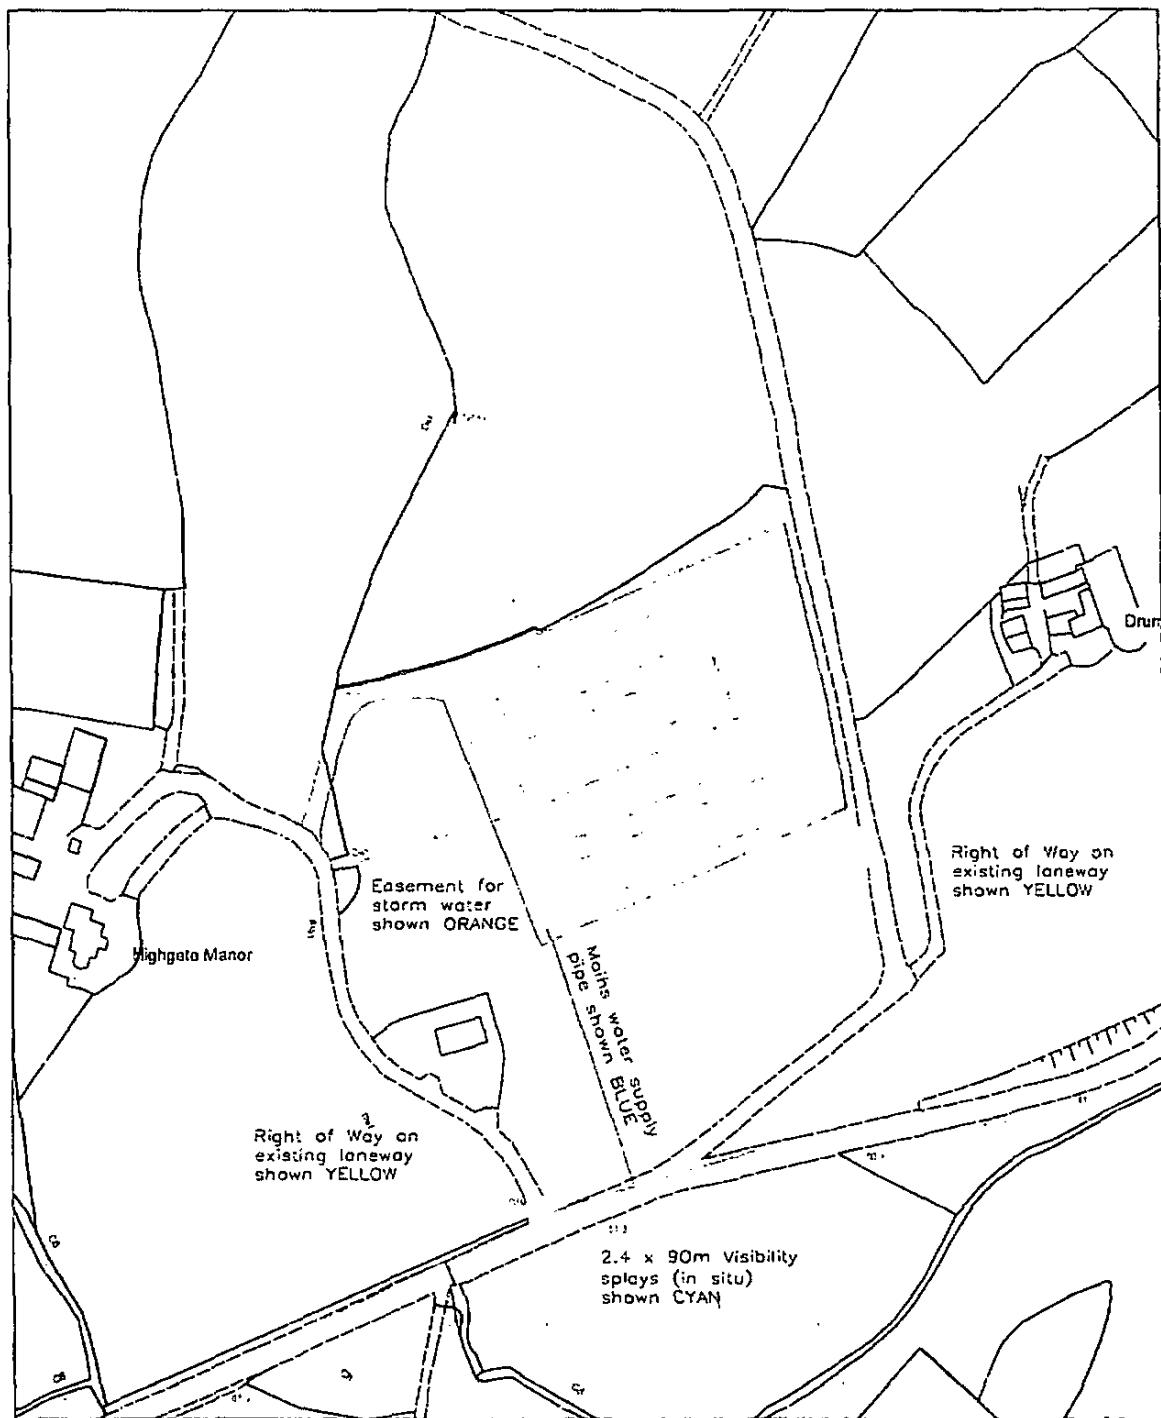 Drum
Right of Way on
existing laneway
shown YELLOW
Easement for
storm water
shown ORANGE
Highgate Manor
Mains water supply
pipe shown BLUE
Right of Way on
existing laneway
shown YELLOW
2.4 x 90m Visibility
splays (in situ)
shown CYAN